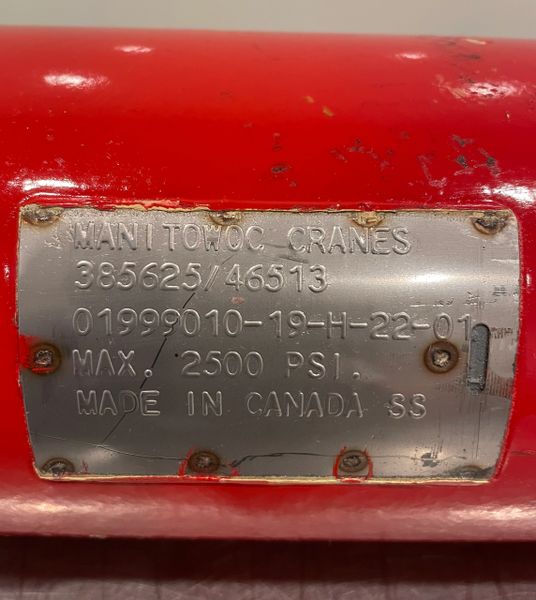 MANITOWOC CRANES
385625/46513
01999010-19-H-22-01
MAX. 2500 PSI.
MADE IN CANADA SS